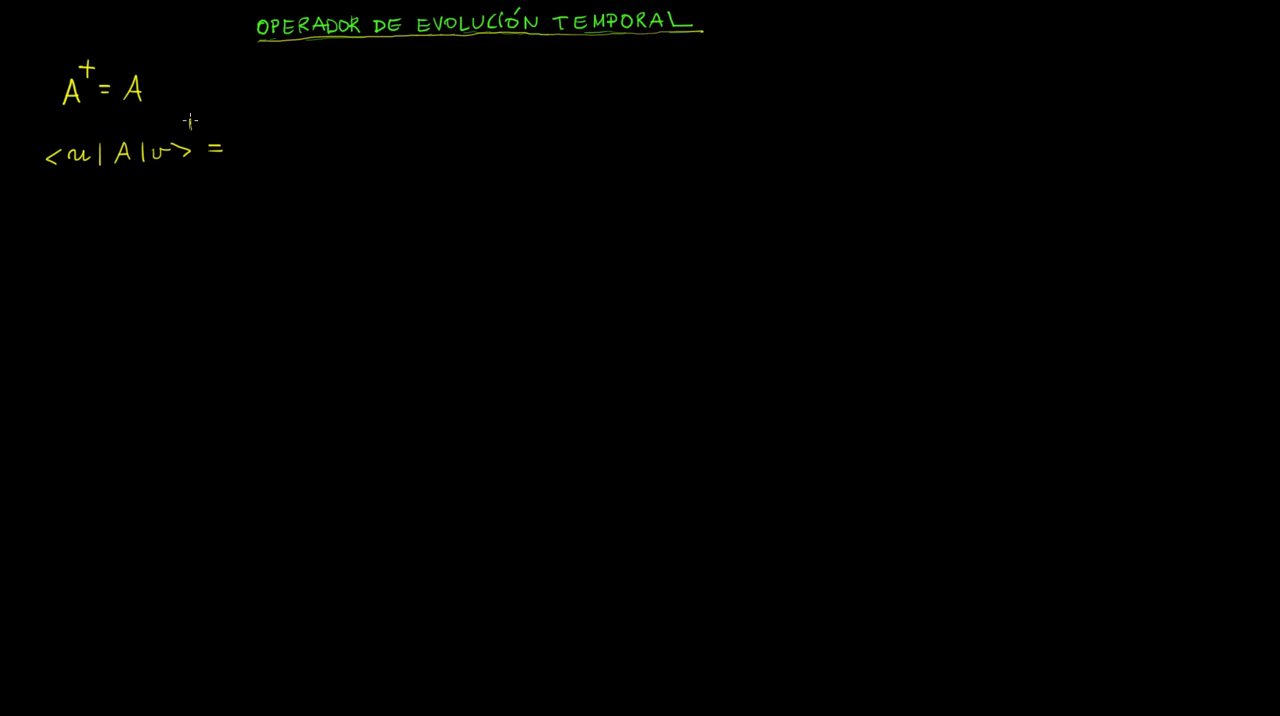 OPERADOR DE EVOLUCIÓN TEMPORAL
A† = A
<u| A |v> =